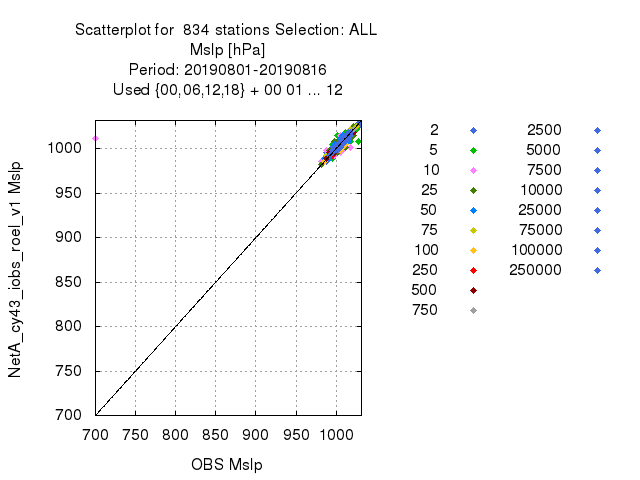 Scatterplot for 834 stations Selection: ALL
Mslp [hPa]
Period: 20190801-20190816
Used {00,06,12,18} + 00 01 ... 12
NetA_cy43_iobs_roel_v1 Mslp
1000
950
900
850
800
750
700
700 750 800 850 900 950 1000
OBS Mslp
2 2500
5 5000
10 7500
25 10000
50 25000
75 75000
100 100000
250 250000
500
750